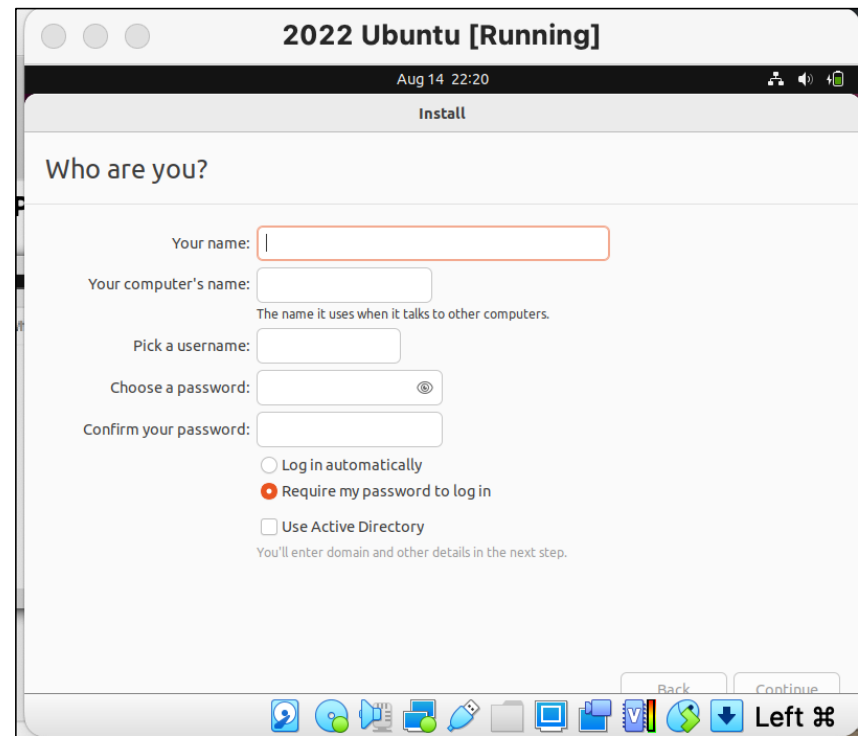 2022 Ubuntu [Running]
Aug 14 22:20
Install
Who are you?
Your name:
Your computer's name:
The name it uses when it talks to other computers.
Pick a username:
Choose a password:
Confirm your password:
Log in automatically
Require my password to log in
Use Active Directory
You'll enter domain and other details in the next step.
Back Continue
Left ⌘